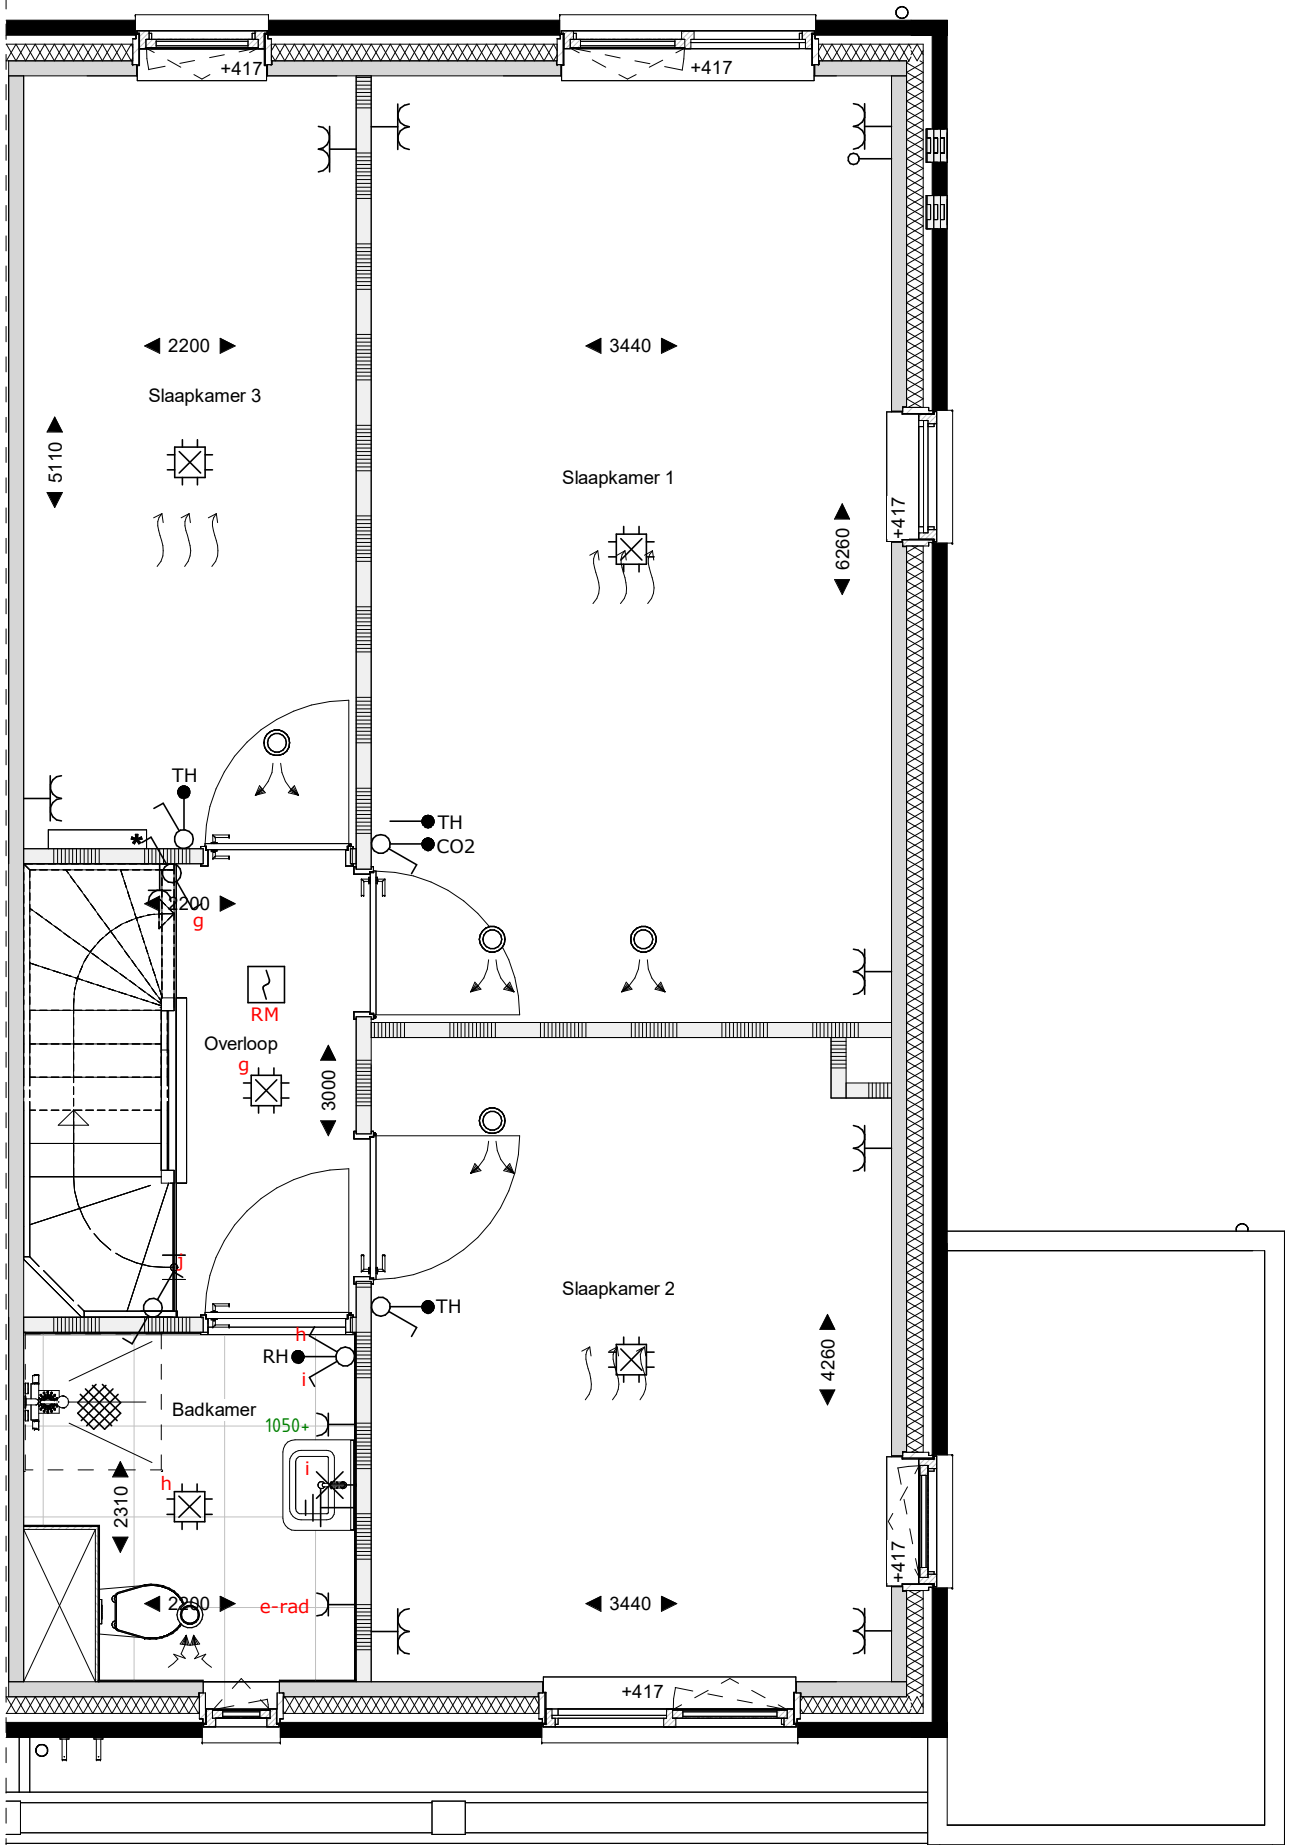 +417
+417
2200
3440
Slaapkamer 3
5110
Slaapkamer 1
+417
6260
TH
*
TH
CO2
2200
g
RM
Overloop
g
3000
j
Slaapkamer 2
TH
h
RH
i
4260
Badkamer
1050+
i
h
2310
+417
2200
e-rad
3440
+417